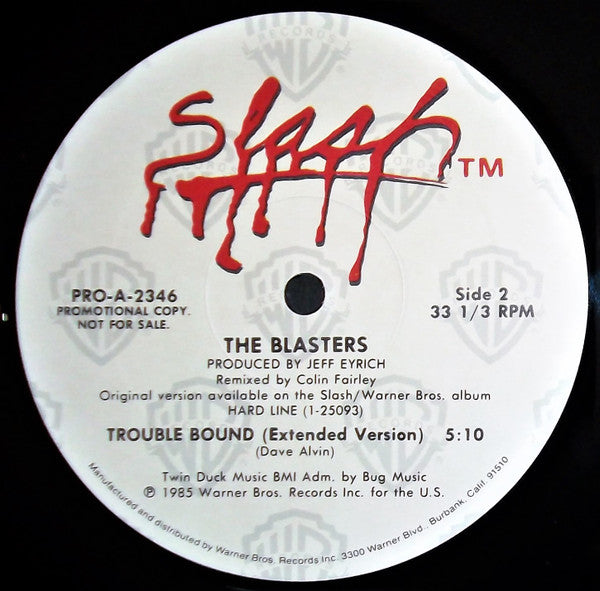 Slash TM
PRO-A-2346
PROMOTIONAL COPY.
NOT FOR SALE.
Side 2
33 1/3 RPM
THE BLASTERS
PRODUCED BY JEFF EYRICH
Remixed by Colin Fairley
Original version available on the Slash/Warner Bros. album
HARD LINE (1-25093)
TROUBLE BOUND (Extended Version) 5:10
(Dave Alvin)
Twin Duck Music BMI Adm. by Bug Music
℗ 1985 Warner Bros. Records Inc. for the U.S.
Manufactured and distributed by Warner Bros. Records Inc. 3300 Warner Blvd., Burbank, Calif. 91510